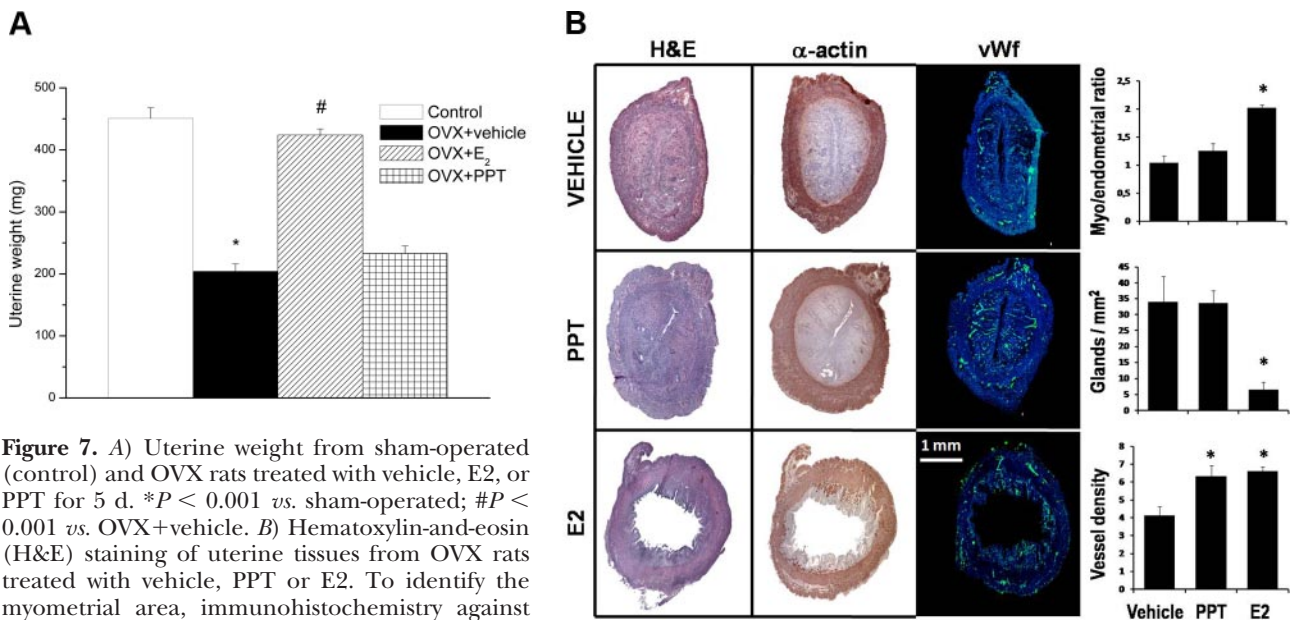 A
Uterine weight (mg)
500
400
300
200
100
0
*
#
Control
OVX+vehicle
OVX+E2
OVX+PPT
Figure 7. A) Uterine weight from sham-operated
(control) and OVX rats treated with vehicle, E2, or
PPT for 5 d. *P < 0.001 vs. sham-operated; #P <
0.001 vs. OVX+vehicle. B) Hematoxylin-and-eosin
(H&E) staining of uterine tissues from OVX rats
treated with vehicle, PPT or E2. To identify the
myometrial area, immunohistochemistry against
B
H&E α-actin vWf
VEHICLE
PPT
E2
1 mm
Myo/endometrial ratio
2,5
2
1,5
1
0,5
0
*
Glands / mm²
45
40
35
30
25
20
15
10
5
0
*
Vessel density
8
7
6
5
4
3
2
1
0
* *
Vehicle PPT E2